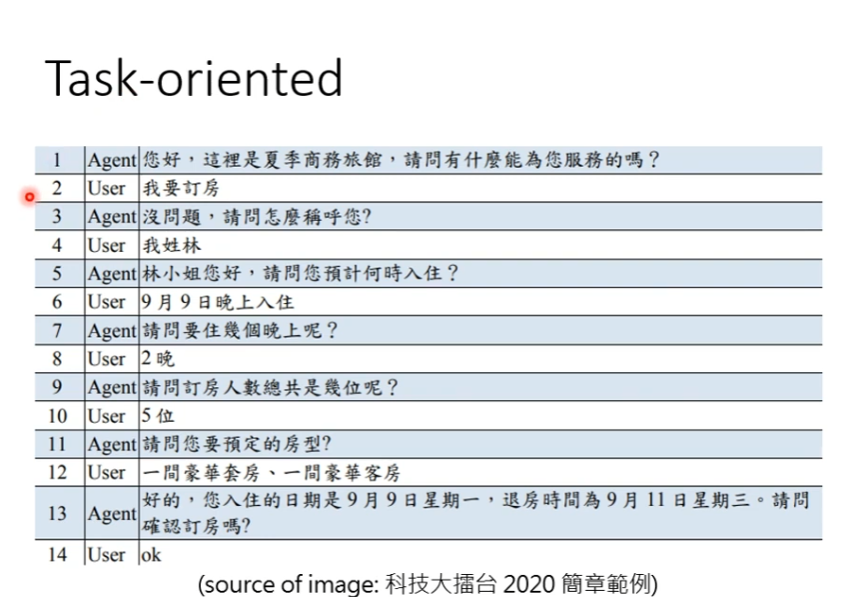 Task-oriented
1 Agent 您好，這裡是夏季商務旅館，請問有什麼能為您服務的嗎？
2 User 我要訂房
3 Agent 沒問題，請問怎麼稱呼您?
4 User 我姓林
5 Agent 林小姐您好，請問您預計何時入住？
6 User 9 月 9 日晚上入住
7 Agent 請問要住幾個晚上呢？
8 User 2 晚
9 Agent 請問訂房人數總共是幾位呢？
10 User 5 位
11 Agent 請問您要預定的房型?
12 User 一間豪華套房、一間豪華客房
13 Agent 好的，您入住的日期是 9 月 9 日星期一，退房時間為 9 月 11 日星期三。請問
確認訂房嗎?
14 User ok
(source of image: 科技大擂台 2020 簡章範例)